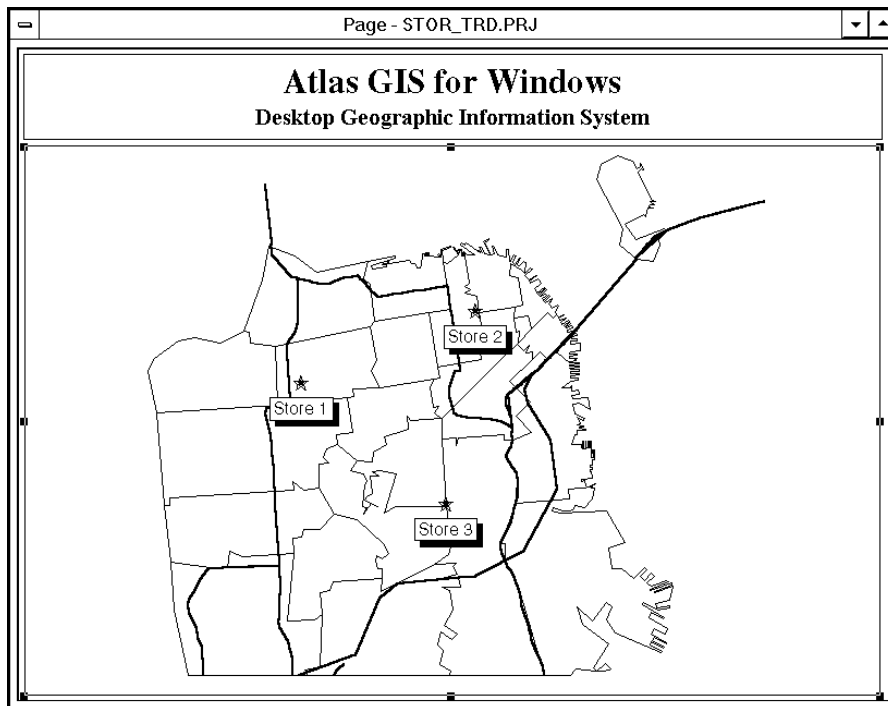 Page - STOR_TRD.PRJ
Atlas GIS for Windows
Desktop Geographic Information System
Store 2
Store 1
Store 3